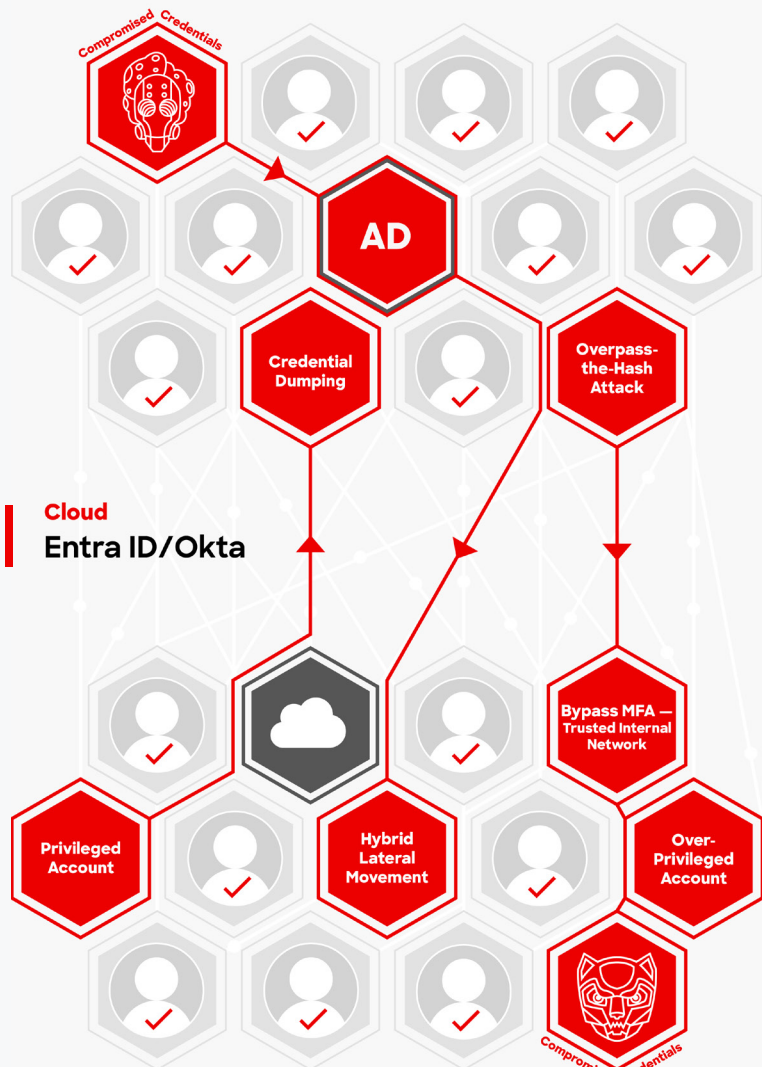 Compromised Credentials
AD
Credential
Dumping
Overpass-
the-Hash
Attack
Cloud
Entra ID/Okta
Bypass MFA —
Trusted Internal
Network
Privileged
Account
Hybrid
Lateral
Movement
Over-
Privileged
Account